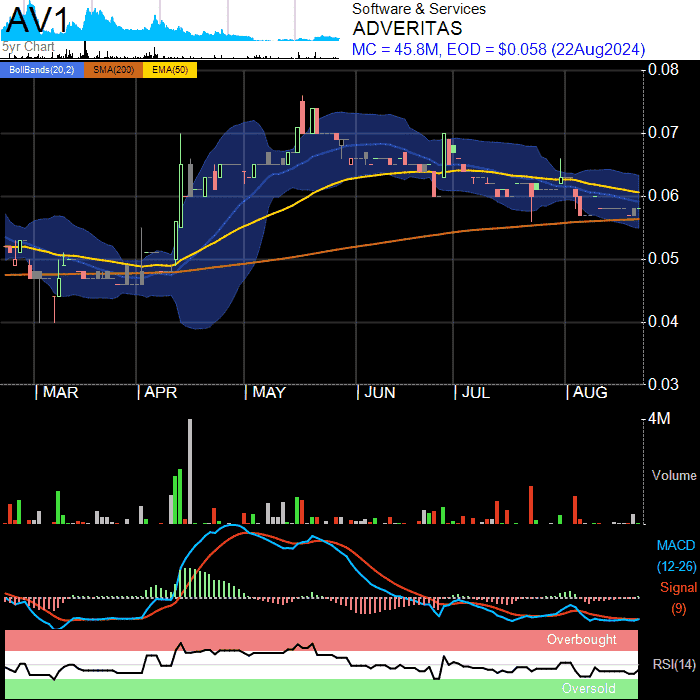 AV1
5yr Chart
Software & Services
ADVERITAS
MC = 45.8M, EOD = $0.058 (22Aug2024)
BollBands(20,2) SMA(200) EMA(50)
0.08
0.07
0.06
0.05
0.04
0.03
MAR APR MAY JUN JUL AUG
4M
Volume
MACD
(12-26)
Signal
(9)
Overbought
RSI(14)
Oversold